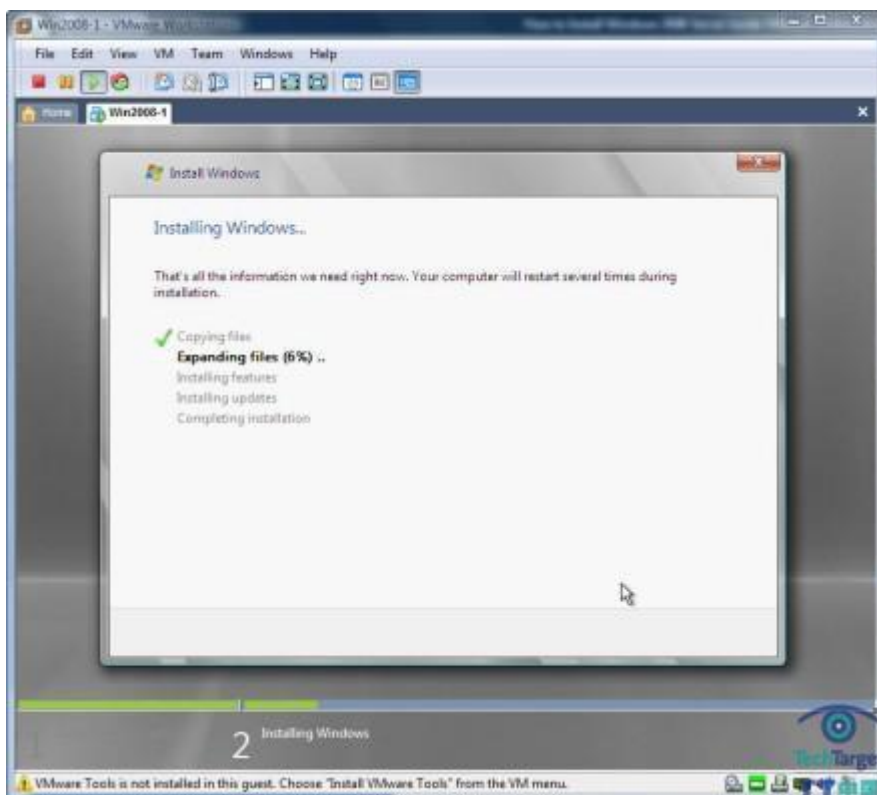 Win2008-1 - VMware Workstation
File Edit View VM Team Windows Help
Home Win2008-1
Install Windows
Installing Windows...
That's all the information we need right now. Your computer will restart several times during
installation.
Copying files
Expanding files (6%) ..
Installing features
Installing updates
Completing installation
1
2 Installing Windows
TechTarge
VMware Tools is not installed in this guest. Choose "Install VMware Tools" from the VM menu.